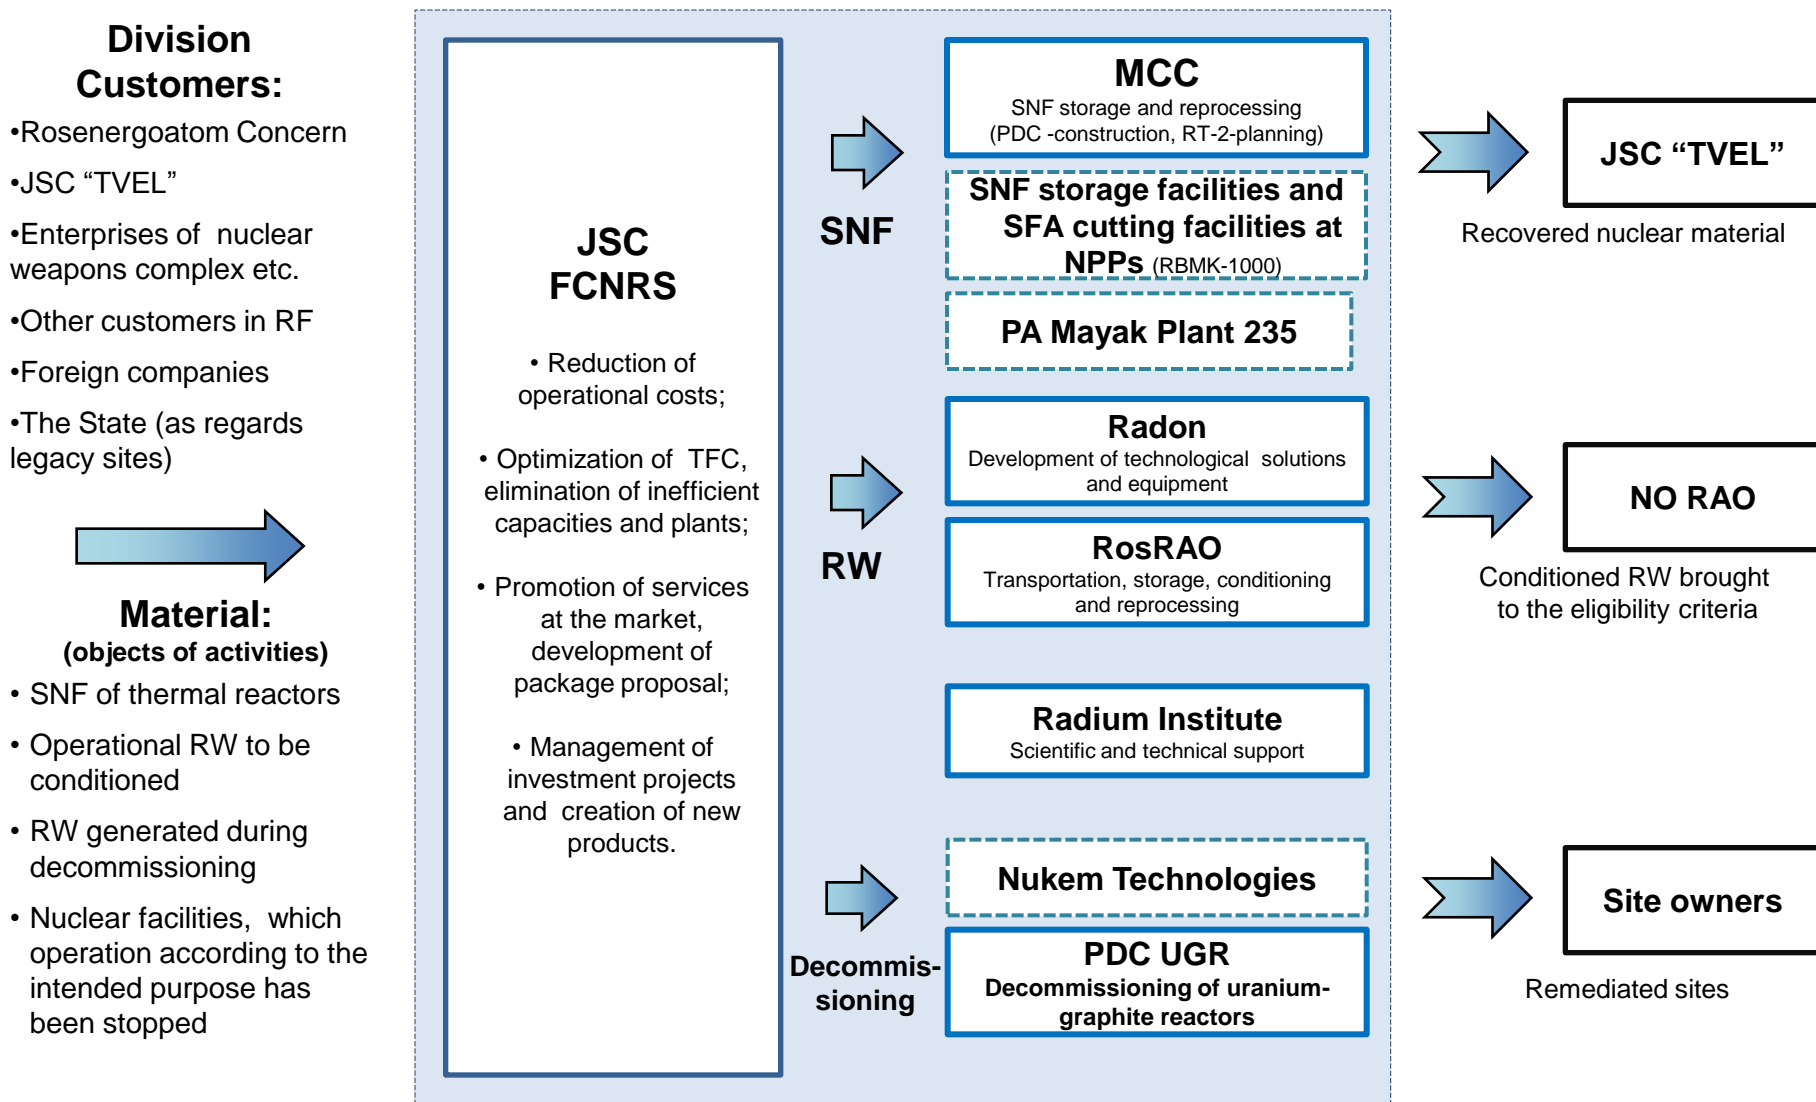 Division
Customers:
•Rosenergoatom Concern
•JSC “TVEL”
•Enterprises of nuclear
weapons complex etc.
•Other customers in RF
•Foreign companies
•The State (as regards
legacy sites)
Material:
(objects of activities)
• SNF of thermal reactors
• Operational RW to be
conditioned
• RW generated during
decommissioning
• Nuclear facilities, which
operation according to the
intended purpose has
been stopped
JSC
FCNRS
• Reduction of
operational costs;
• Optimization of TFC,
elimination of inefficient
capacities and plants;
• Promotion of services
at the market,
development of
package proposal;
• Management of
investment projects
and creation of new
products.
SNF
RW
Decommis-
sioning
MCC
SNF storage and reprocessing
(PDC -construction, RT-2-planning)
SNF storage facilities and
SFA cutting facilities at
NPPs (RBMK-1000)
PA Mayak Plant 235
Radon
Development of technological solutions
and equipment
RosRAO
Transportation, storage, conditioning
and reprocessing
Radium Institute
Scientific and technical support
Nukem Technologies
PDC UGR
Decommissioning of uranium-
graphite reactors
JSC “TVEL”
Recovered nuclear material
NO RAO
Conditioned RW brought
to the eligibility criteria
Site owners
Remediated sites